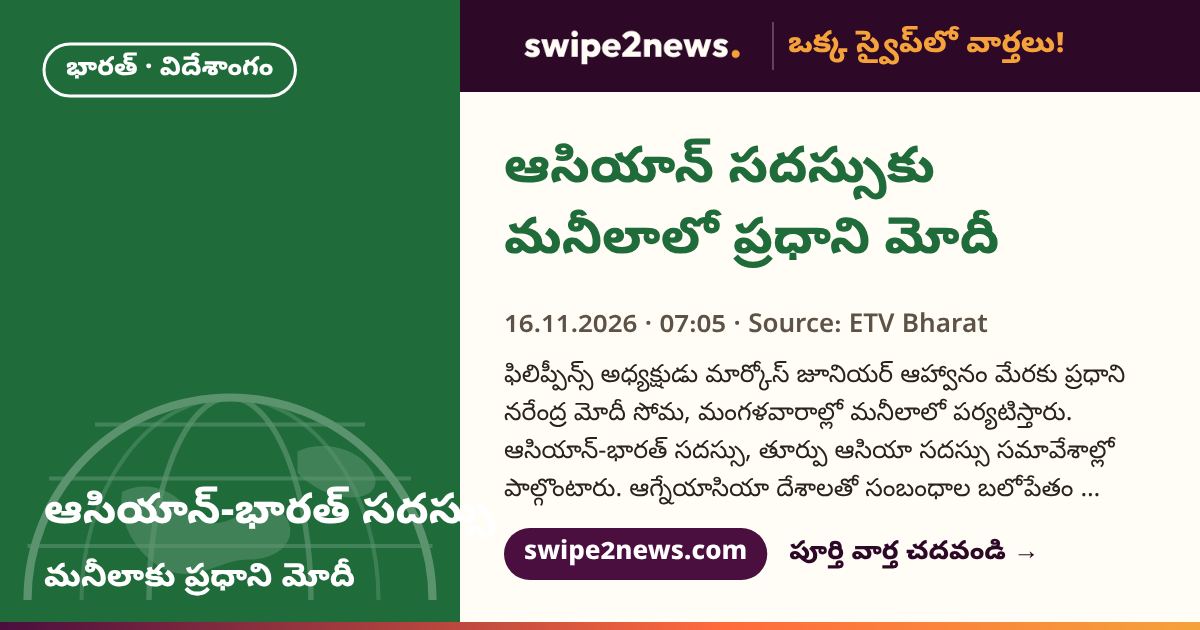 భారత్ · విదేశాంగం
swipe2news.
ఒక్క స్వైప్‌లో వార్తలు!
ఆసియాన్ సదస్సుకు
మనీలాలో ప్రధాని మోదీ
16.11.2026 · 07:05 · Source: ETV Bharat
ఫిలిప్పీన్స్ అధ్యక్షుడు మార్కోస్ జూనియర్ ఆహ్వానం మేరకు ప్రధాని
నరేంద్ర మోదీ సోమ, మంగళవారాల్లో మనీలాలో పర్యటిస్తారు.
ఆసియాన్-భారత్ సదస్సు, తూర్పు ఆసియా సదస్సు సమావేశాల్లో
పాల్గొంటారు. ఆగ్నేయాసియా దేశాలతో సంబంధాల బలోపేతం ...
ఆసియాన్-భారత్ సదస్సు
మనీలాకు ప్రధాని మోదీ
swipe2news.com
పూర్తి వార్త చదవండి →